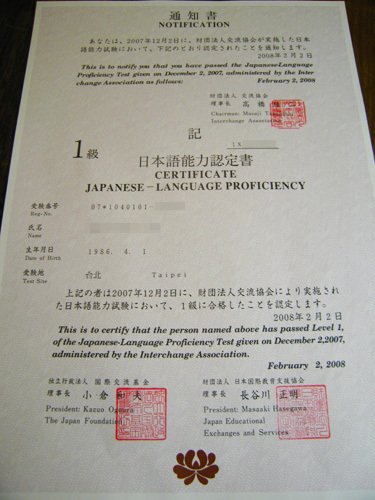 通知書
NOTIFICATION
あなたは、2007年12月2日に、財団法人交流協会が実施した日本
語能力試験において、下記のとおり認定されたことを通知します。
2008年2月2日
This is to notify you that you have passed the Japanese-Language
Proficiency Test given on December 2, 2007, administered by the Inter
change Association as follows:
February 2, 2008
財団法人 交流協会
理事長 高橋
Chairman: Masaji
Interchange Association
記
1級
日本語能力認定書
CERTIFICATE
JAPANESE-LANGUAGE PROFICIENCY
受験番号
Reg-No.
07*1040101-
氏名
Name
生年月日
Date of Birth
1986. 4. 1
受験地
Test Site
台北 Taipei
上記の者は2007年12月2日に、財団法人交流協会により実施され
た日本語能力試験において、1級に合格したことを認定します。
2008年2月2日
This is to certify that the person named above has passed Level 1,
of the Japanese-Language Proficiency Test given on December 2,2007,
administered by the Interchange Association.
February 2, 2008
独立行政法人 国際交流基金
理事長 小倉和夫
President: Kazuo Ogoura
The Japan Foundation
財団法人 日本国際教育支援協会
理事長 長谷川正明
President: Masaaki Hasegawa
Japan Educational
Exchanges and Services